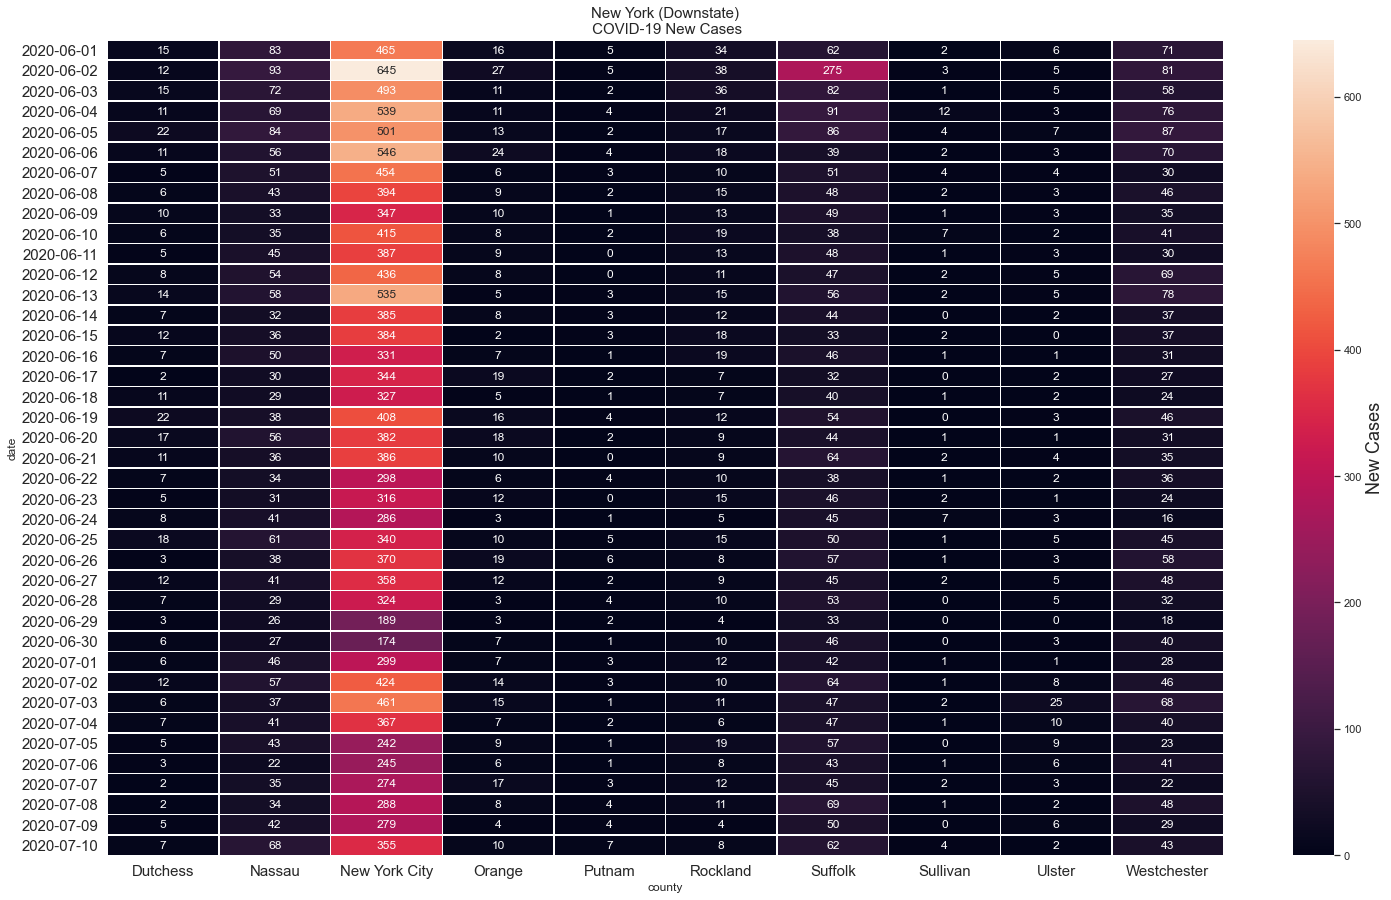 New York (Downstate)
COVID-19 New Cases
2020-06-01 15 83 465 16 5 34 62 2 6 71
2020-06-02 12 93 645 27 5 38 275 3 5 81
2020-06-03 15 72 493 11 2 36 82 1 5 58
2020-06-04 11 69 539 11 4 21 91 12 3 76
2020-06-05 22 84 501 13 2 17 86 4 7 87
2020-06-06 11 56 546 24 4 18 39 2 3 70
2020-06-07 5 51 454 6 3 10 51 4 4 30
2020-06-08 6 43 394 9 2 15 48 2 3 46
2020-06-09 10 33 347 10 1 13 49 1 3 35
2020-06-10 6 35 415 8 2 19 38 7 2 41
2020-06-11 5 45 387 9 0 13 48 1 3 30
2020-06-12 8 54 436 8 0 11 47 2 5 69
2020-06-13 14 58 535 5 3 15 56 2 5 78
2020-06-14 7 32 385 8 3 12 44 0 2 37
2020-06-15 12 36 384 2 3 18 33 2 0 37
2020-06-16 7 50 331 7 1 19 46 1 1 31
2020-06-17 2 30 344 19 2 7 32 0 2 27
2020-06-18 11 29 327 5 1 7 40 1 2 24
2020-06-19 22 38 408 16 4 12 54 0 3 46
2020-06-20 17 56 382 18 2 9 44 1 1 31
2020-06-21 11 36 386 10 0 9 64 2 4 35
2020-06-22 7 34 298 6 4 10 38 1 2 36
2020-06-23 5 31 316 12 0 15 46 2 1 24
2020-06-24 8 41 286 3 1 5 45 7 3 16
2020-06-25 18 61 340 10 5 15 50 1 5 45
2020-06-26 3 38 370 19 6 8 57 1 3 58
2020-06-27 12 41 358 12 2 9 45 2 5 48
2020-06-28 7 29 324 3 4 10 53 0 5 32
2020-06-29 3 26 189 3 2 4 33 0 0 18
2020-06-30 6 27 174 7 1 10 46 0 3 40
2020-07-01 6 46 299 7 3 12 42 1 1 28
2020-07-02 12 57 424 14 3 10 64 1 8 46
2020-07-03 6 37 461 15 1 11 47 2 25 68
2020-07-04 7 41 367 7 2 6 47 1 10 40
2020-07-05 5 43 242 9 1 19 57 0 9 23
2020-07-06 3 22 245 6 1 8 43 1 6 41
2020-07-07 2 35 274 17 3 12 45 2 3 22
2020-07-08 2 34 288 8 4 11 69 1 2 48
2020-07-09 5 42 279 4 4 4 50 0 6 29
2020-07-10 7 68 355 10 7 8 62 4 2 43
Dutchess Nassau New York City Orange Putnam Rockland Suffolk Sullivan Ulster Westchester
county
date
600
500
400
300
200
100
0
New Cases